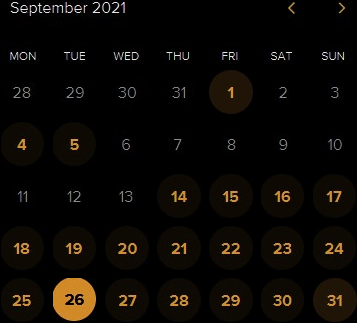 September 2021
MON TUE WED THU FRI SAT SUN
28 29 30 31 1 2 3
4 5 6 7 8 9 10
11 12 13 14 15 16 17
18 19 20 21 22 23 24
25 26 27 28 29 30 31